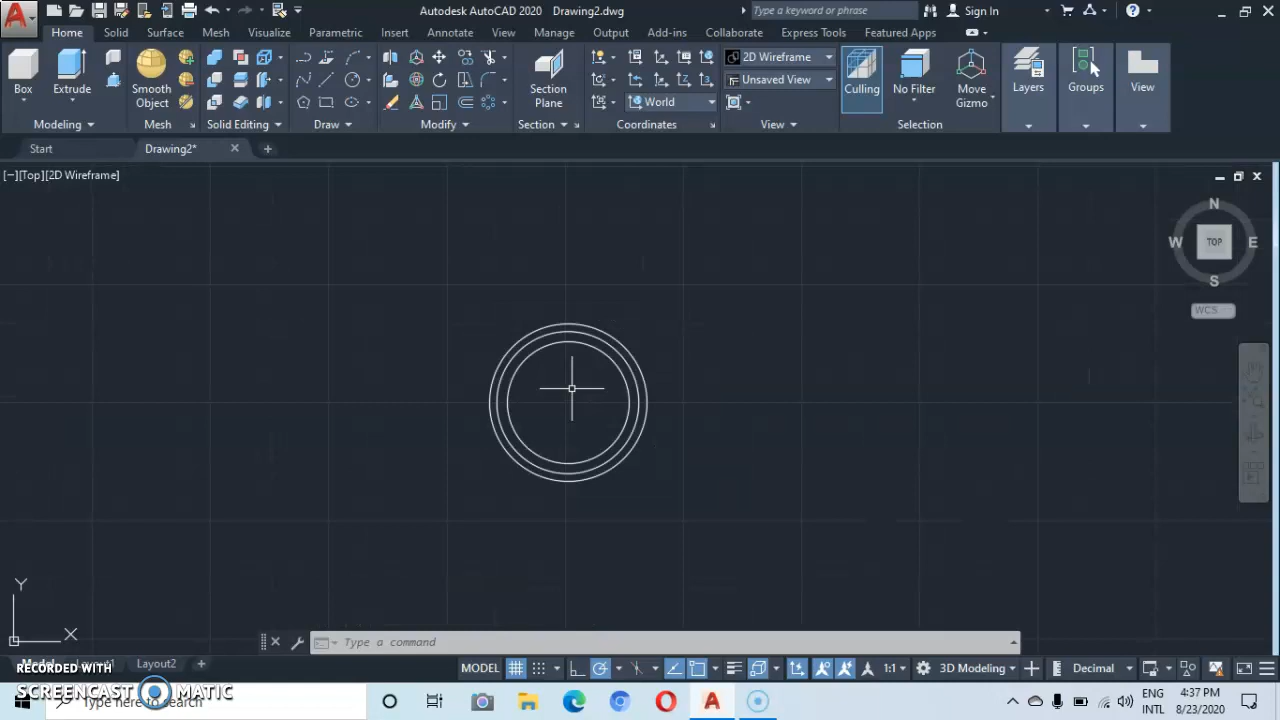 Autodesk AutoCAD 2020 Drawing2.dwg
Type a keyword or phrase
Sign In
Home Solid Surface Mesh Visualize Parametric Insert Annotate View Manage Output Add-ins Collaborate Express Tools Featured Apps
Box
Extrude
Smooth
Object
Section
Plane
World
2D Wireframe
Unsaved View
Culling
No Filter
Move
Gizmo
Layers
Groups
View
Modeling
Mesh
Solid Editing
Draw
Modify
Section
Coordinates
View
Selection
Start
Drawing2*
[−][Top][2D Wireframe]
N
W
TOP
E
S
WCS
Y
X
Type a command
Layout2
MODEL
1:1
3D Modeling
Decimal
RECORDED WITH
SCREENCAST MATIC
Type here to search
ENG
INTL
4:37 PM
8/23/2020